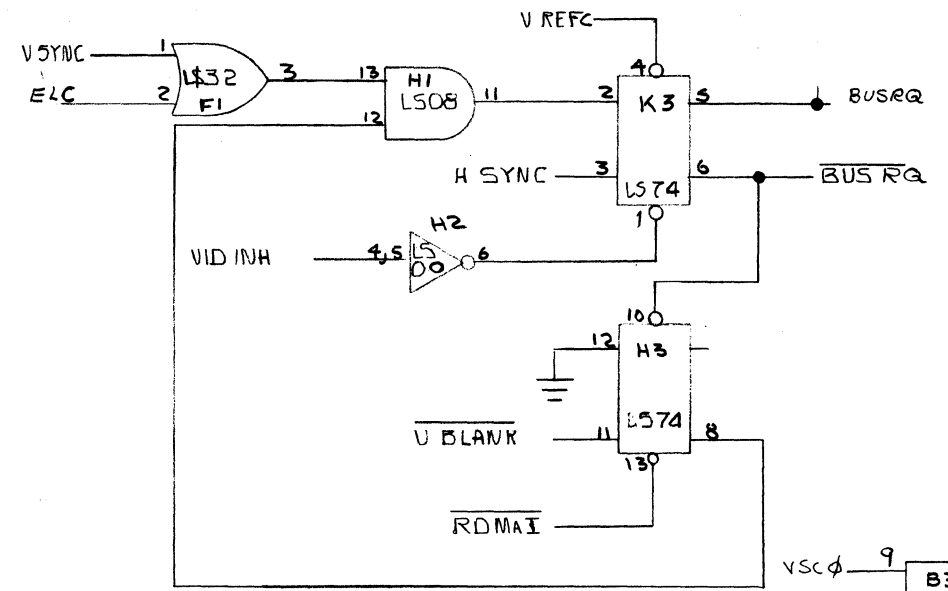 V REFC
V SYNC 1
LS32 3
ELC 2
F1
13 H1 11
LS08
12
4
2 K3 5 BUSRQ
H SYNC 3 6 BUS RQ
LS74
1
H2
VID INH 4,5 LS 6
00
10
12 H3
LS74
V BLANK 11 8
13
RDMAI
VSCφ 9 B3